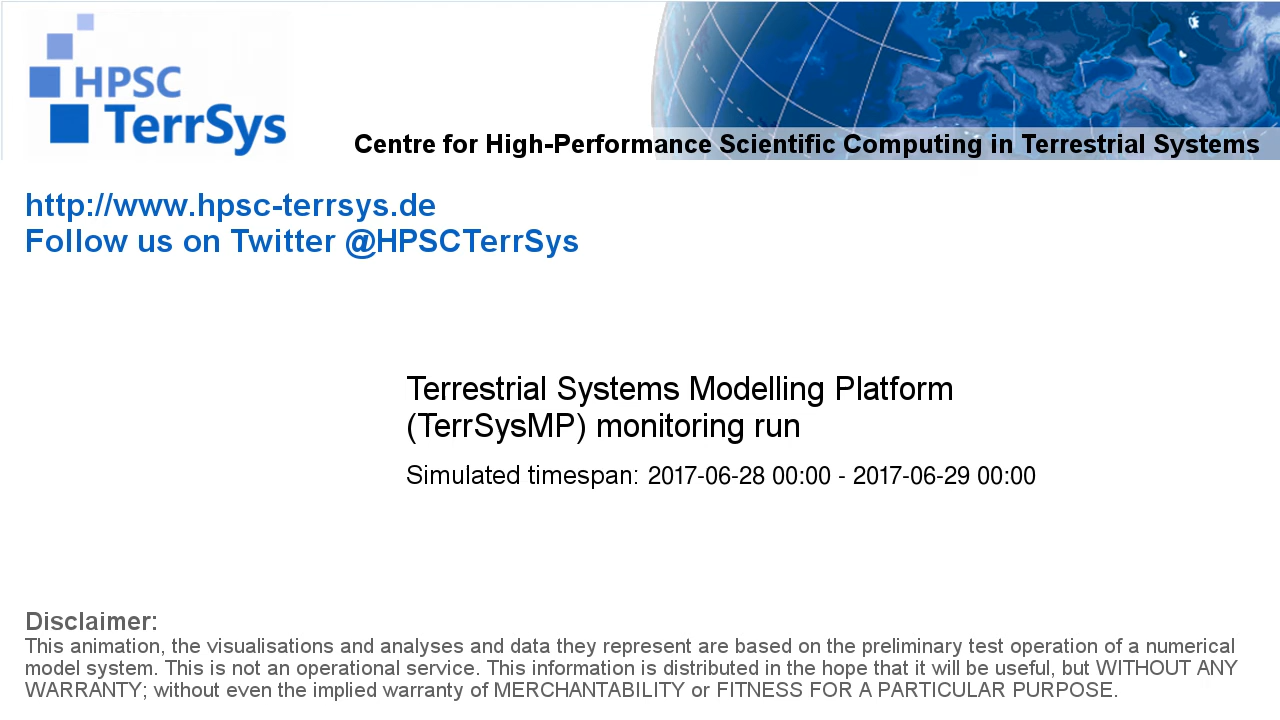 HPSC
TerrSys
Centre for High-Performance Scientific Computing in Terrestrial Systems
http://www.hpsc-terrsys.de
Follow us on Twitter @HPSCTerrSys
Terrestrial Systems Modelling Platform
(TerrSysMP) monitoring run
Simulated timespan: 2017-06-28 00:00 - 2017-06-29 00:00
Disclaimer:
This animation, the visualisations and analyses and data they represent are based on the preliminary test operation of a numerical
model system. This is not an operational service. This information is distributed in the hope that it will be useful, but WITHOUT ANY
WARRANTY; without even the implied warranty of MERCHANTABILITY or FITNESS FOR A PARTICULAR PURPOSE.